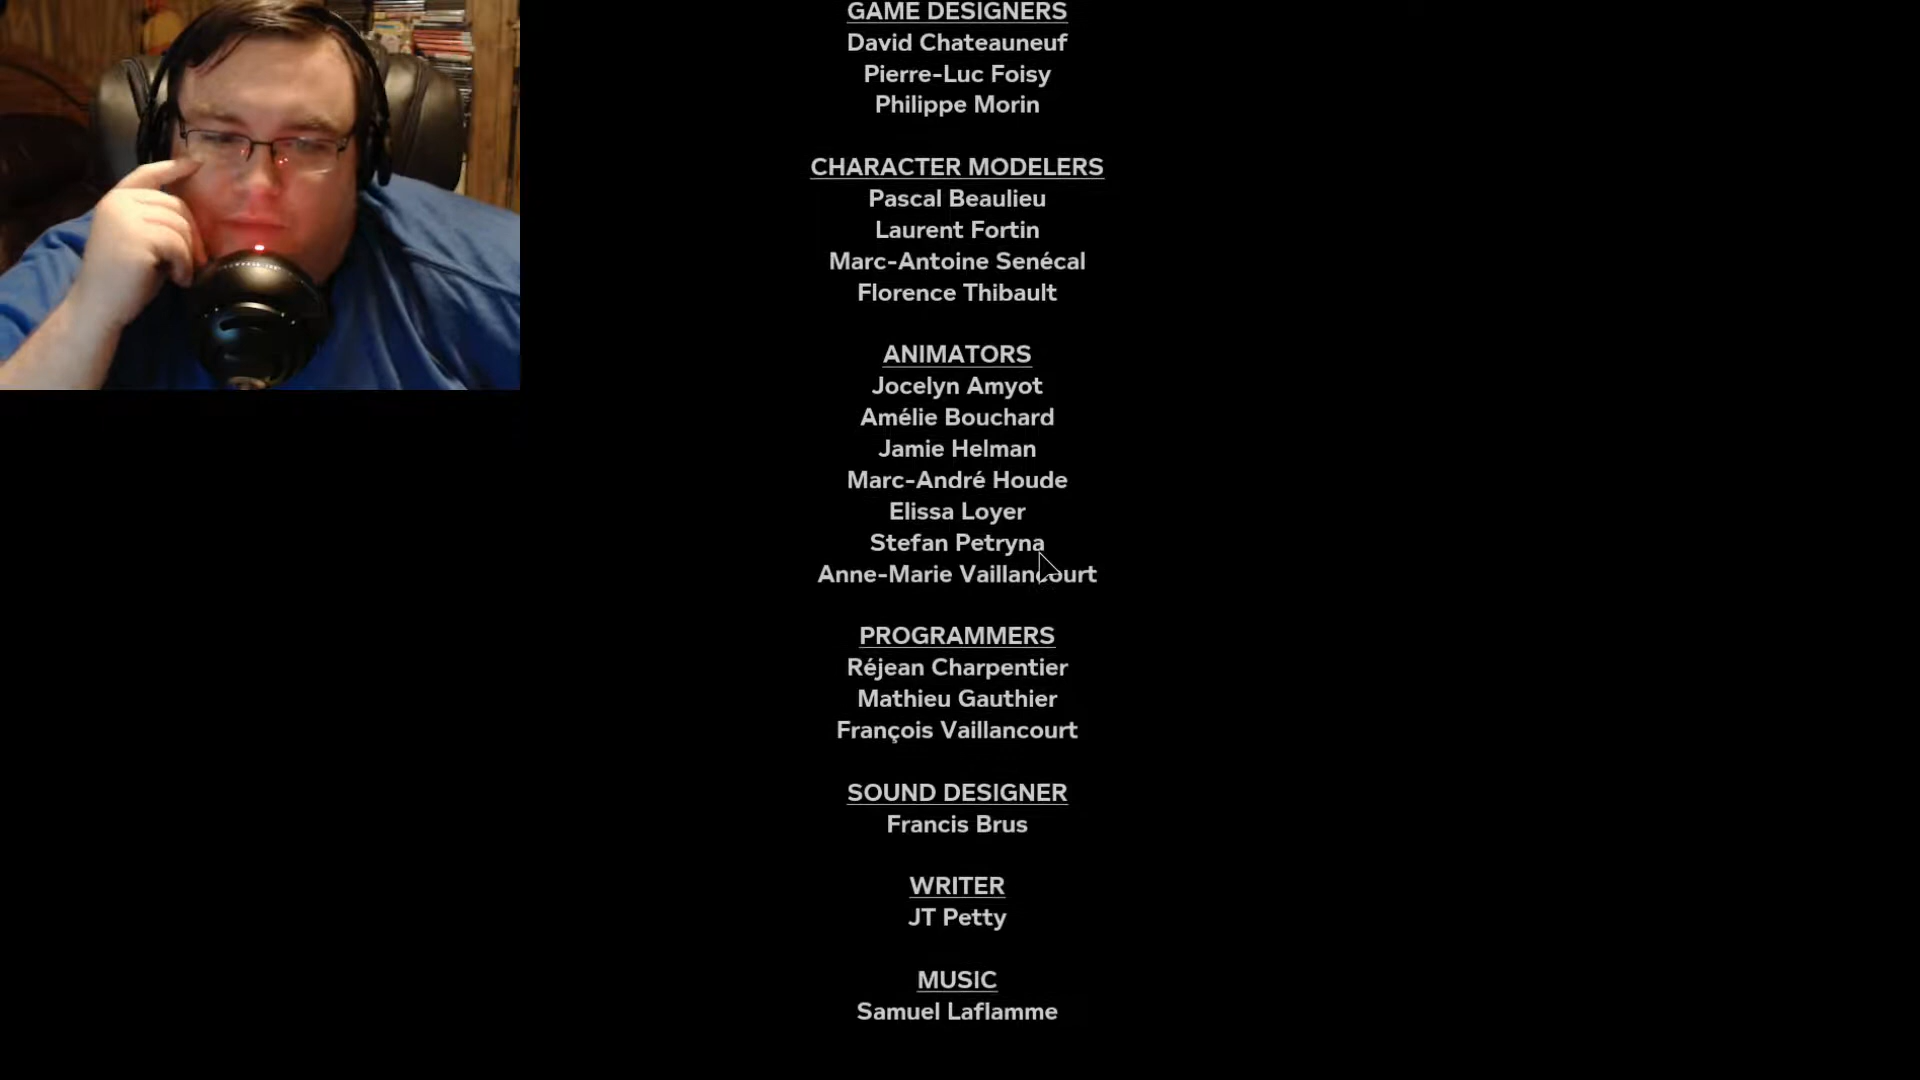 GAME DESIGNERS
David Chateauneuf
Pierre-Luc Foisy
Philippe Morin
CHARACTER MODELERS
Pascal Beaulieu
Laurent Fortin
Marc-Antoine Senécal
Florence Thibault
ANIMATORS
Jocelyn Amyot
Amélie Bouchard
Jamie Helman
Marc-André Houde
Elissa Loyer
Stefan Petryna
Anne-Marie Vaillancourt
PROGRAMMERS
Réjean Charpentier
Mathieu Gauthier
François Vaillancourt
SOUND DESIGNER
Francis Brus
WRITER
JT Petty
MUSIC
Samuel Laflamme